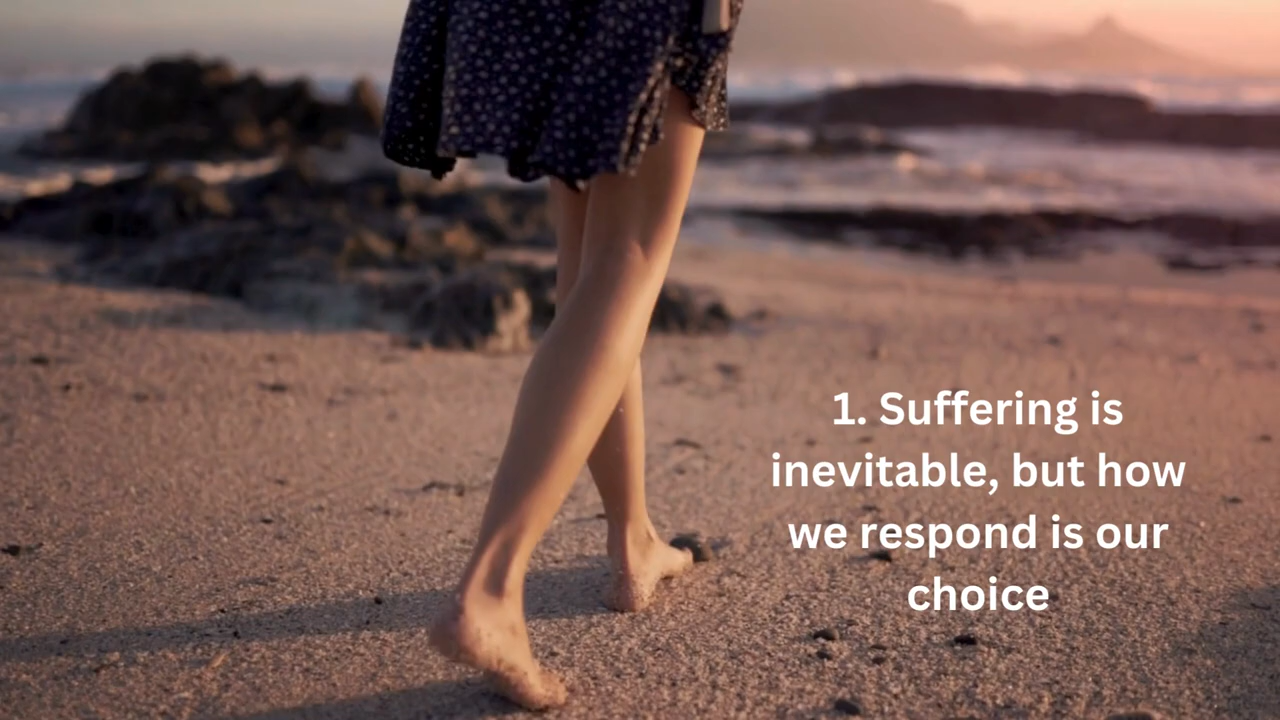 1. Suffering is
inevitable, but how
we respond is our
choice